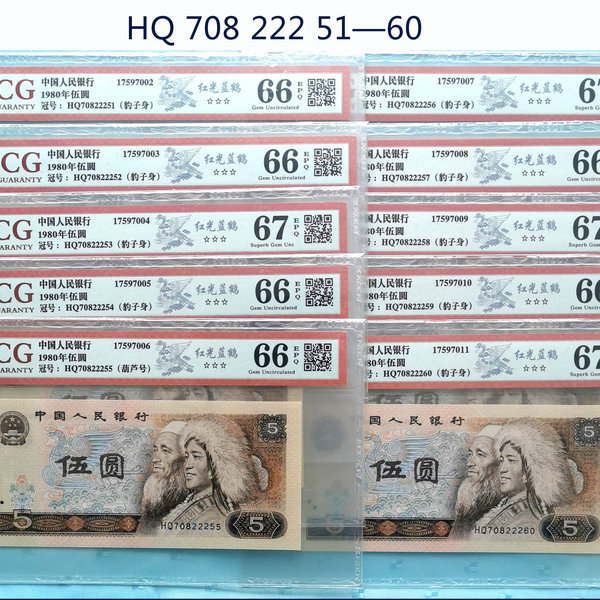 HQ 708 222 51—60
CG
GUARANTY
中国人民银行
17597002
1980年伍圆
冠号：HQ70822251（豹子身）
红光蓝鹤
☆☆☆
66
EPQ
Gem Uncirculated
中国人民银行
17597007
1980年伍圆
冠号：HQ70822256（豹子身）
红光蓝鹤
☆☆☆
67
CG
GUARANTY
中国人民银行
17597003
1980年伍圆
冠号：HQ70822252（豹子身）
红光蓝鹤
☆☆☆
66
EPQ
Gem Uncirculated
中国人民银行
17597008
980年伍圆
冠号：HQ70822257（豹子身）
红光蓝鹤
☆☆☆
66
Gem Uncirculated
CG
GUARANTY
中国人民银行
17597004
1980年伍圆
冠号：HQ70822253（豹子身）
红光蓝鹤
☆☆☆
67
EPQ
Superb Gem Unc
中国人民银行
17597009
980年伍圆
冠号：HQ70822258（豹子身）
红光蓝鹤
☆☆☆
67
Superb Gem
CG
GUARANTY
中国人民银行
17597005
1980年伍圆
冠号：HQ70822254（豹子身）
红光蓝鹤
☆☆☆
66
EPQ
Gem Uncirculated
中国人民银行
17597010
980年伍圆
冠号：HQ70822259（豹子身）
红光蓝鹤
☆☆☆
66
CG
GUARANTY
中国人民银行
17597006
1980年伍圆
冠号：HQ70822255（葫芦号）
红光蓝鹤
☆☆☆
66
EPQ
Gem Uncirculated
中国人民银行
17597011
980年伍圆
冠号：HQ70822260（豹子身）
红光蓝鹤
☆☆☆
67
Superb Gem
中国人民银行
5
伍圆
HQ70822255
5
5
中国人民银行
5
伍圆
HQ70822260
5